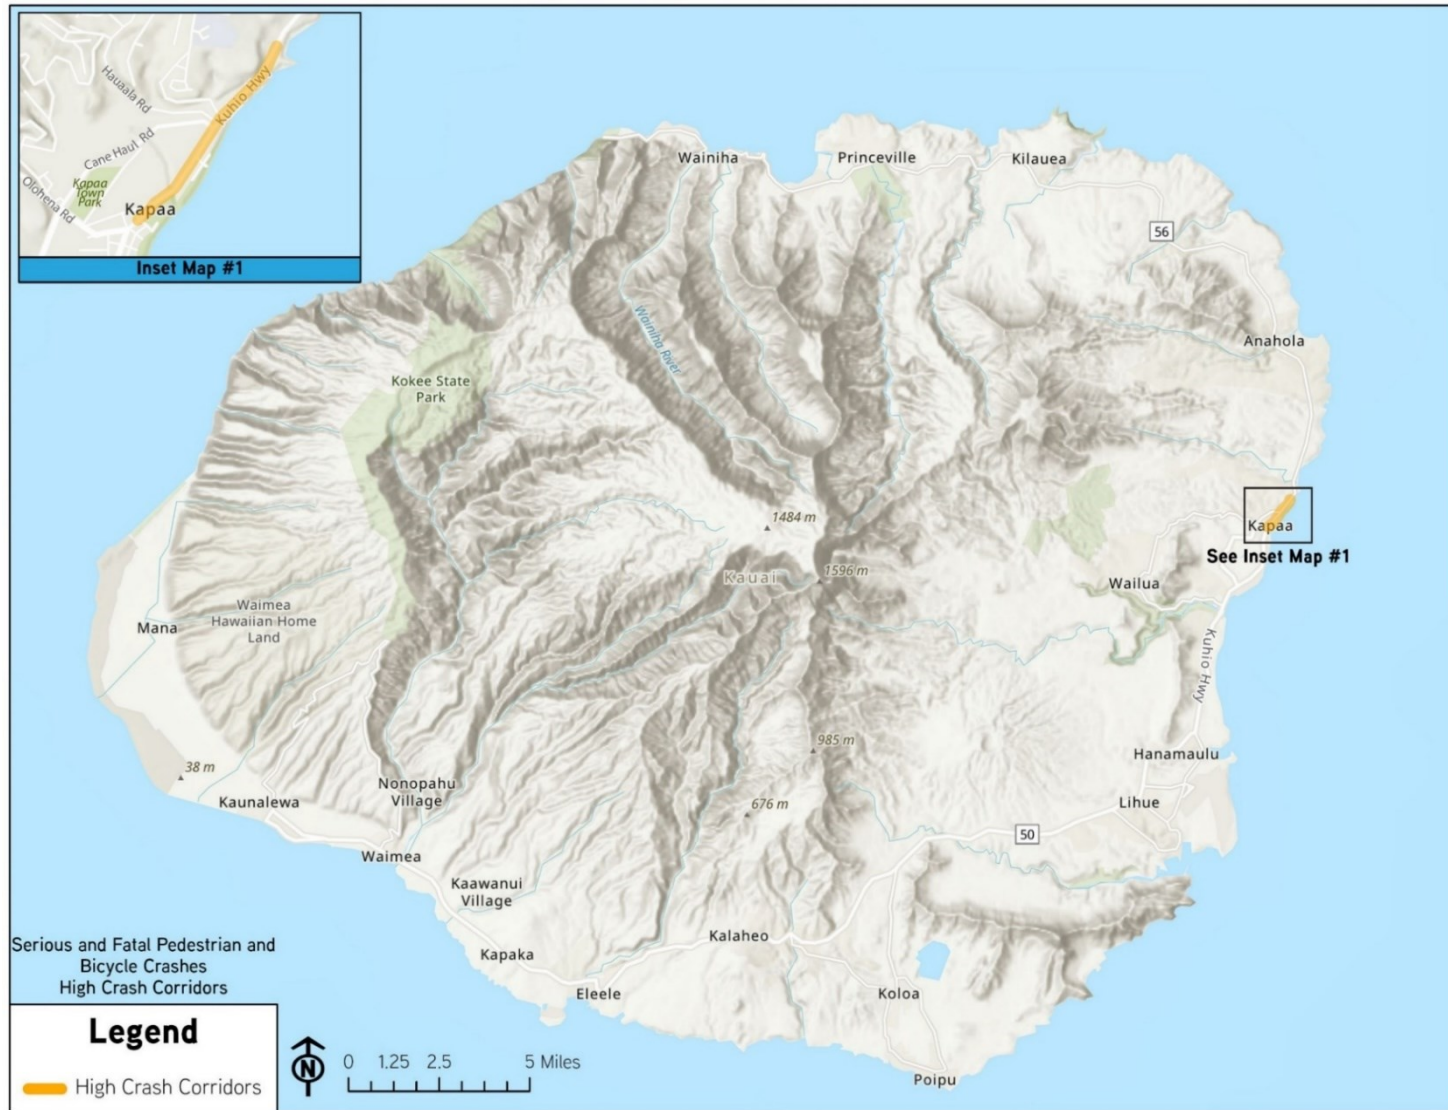 Kuhio Hwy
Hauaala Rd
Cane Haul Rd
Kapaa
Town
Park
Olohena Rd
Kapaa
Inset Map #1
Wainiha
Princeville
Kilauea
56
Wainiha River
Anahola
Kokee State
Park
1484 m
Kapaa
See Inset Map #1
Kauai
1596 m
Wailua
Waimea
Hawaiian Home
Land
Mana
Kuhio Hwy
985 m
Hanamaulu
38 m
Nonopahu
Village
Kaunalewa
676 m
Lihue
50
Waimea
Kaawanui
Village
Kalaheo
Kapaka
Eleele
Koloa
Poipu
Serious and Fatal Pedestrian and
Bicycle Crashes
High Crash Corridors
Legend
High Crash Corridors
N
0 1.25 2.5 5 Miles